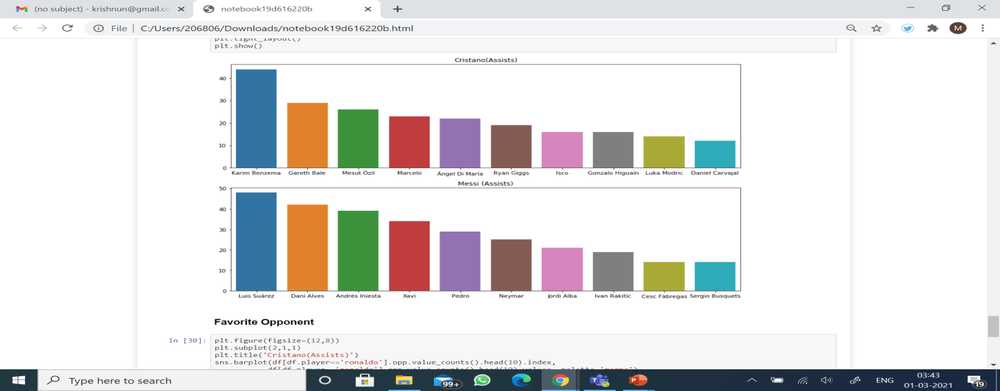 (no subject) - krishnun@gmail.co
notebook19d616220b
File | C:/Users/206806/Downloads/notebook19d616220b.html
M
plt.tight_layout()
plt.show()
Cristano(Assists)
40
30
20
10
0
Karim Benzema Gareth Bale Mesut Özil Marcelo Ángel Di María Ryan Giggs Isco Gonzalo Higuaín Luka Modric Daniel Carvajal
Messi (Assists)
50
40
30
20
10
0
Luis Suárez Dani Alves Andrés Iniesta Xavi Pedro Neymar Jordi Alba Ivan Rakitic Cesc Fàbregas Sergio Busquets
Favorite Opponent
In [30]: plt.figure(figsize=(12,8))
plt.subplot(2,1,1)
plt.title('Cristano(Assists)')
sns.barplot(df[df.player=='ronaldo'].opp.value_counts().head(10).index,
df[df.player=='ronaldo'].opp.value_counts().head(10).values, palette='magma')
Type here to search
99+
ENG
03:43
01-03-2021
19